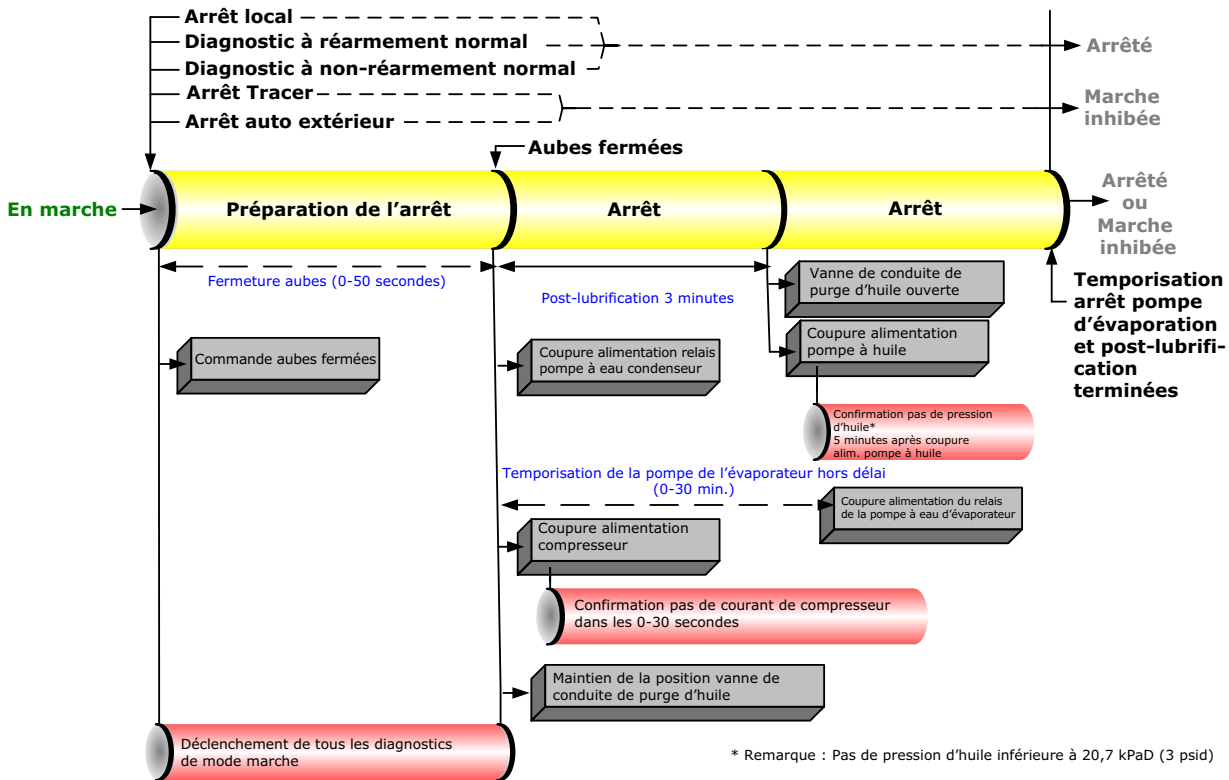 Arrêt local
Diagnostic à réarmement normal
Diagnostic à non-réarmement normal
Arrêté
Arrêt Tracer
Arrêt auto extérieur
Marche
inhibée
Aubes fermées
En marche
Préparation de l'arrêt
Arrêt
Arrêt
Arrêté
ou
Marche
inhibée
Fermeture aubes (0-50 secondes)
Post-lubrification 3 minutes
Vanne de conduite de
purge d'huile ouverte
Temporisation
arrêt pompe
d'évaporation
et post-lubrifi-
cation
terminées
Commande aubes fermées
Coupure alimentation relais
pompe à eau condenseur
Coupure alimentation
pompe à huile
Confirmation pas de pression
d'huile*
5 minutes après coupure
alim. pompe à huile
Temporisation de la pompe de l'évaporateur hors délai
(0-30 min.)
Coupure alimentation du relais
de la pompe à eau d'évaporateur
Coupure alimentation
compresseur
Confirmation pas de courant de compresseur
dans les 0-30 secondes
Maintien de la position vanne de
conduite de purge d'huile
Déclenchement de tous les diagnostics
de mode marche
* Remarque : Pas de pression d'huile inférieure à 20,7 kPaD (3 psid)